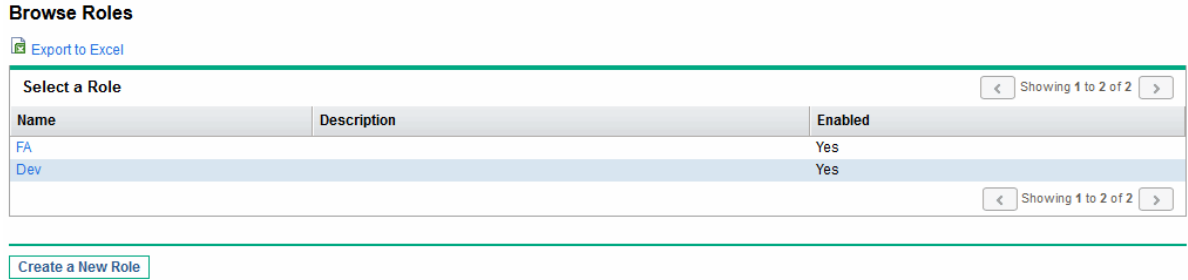 Browse Roles
Export to Excel
Select a Role
Showing 1 to 2 of 2
Name Description Enabled
FA Yes
Dev Yes
Showing 1 to 2 of 2
Create a New Role